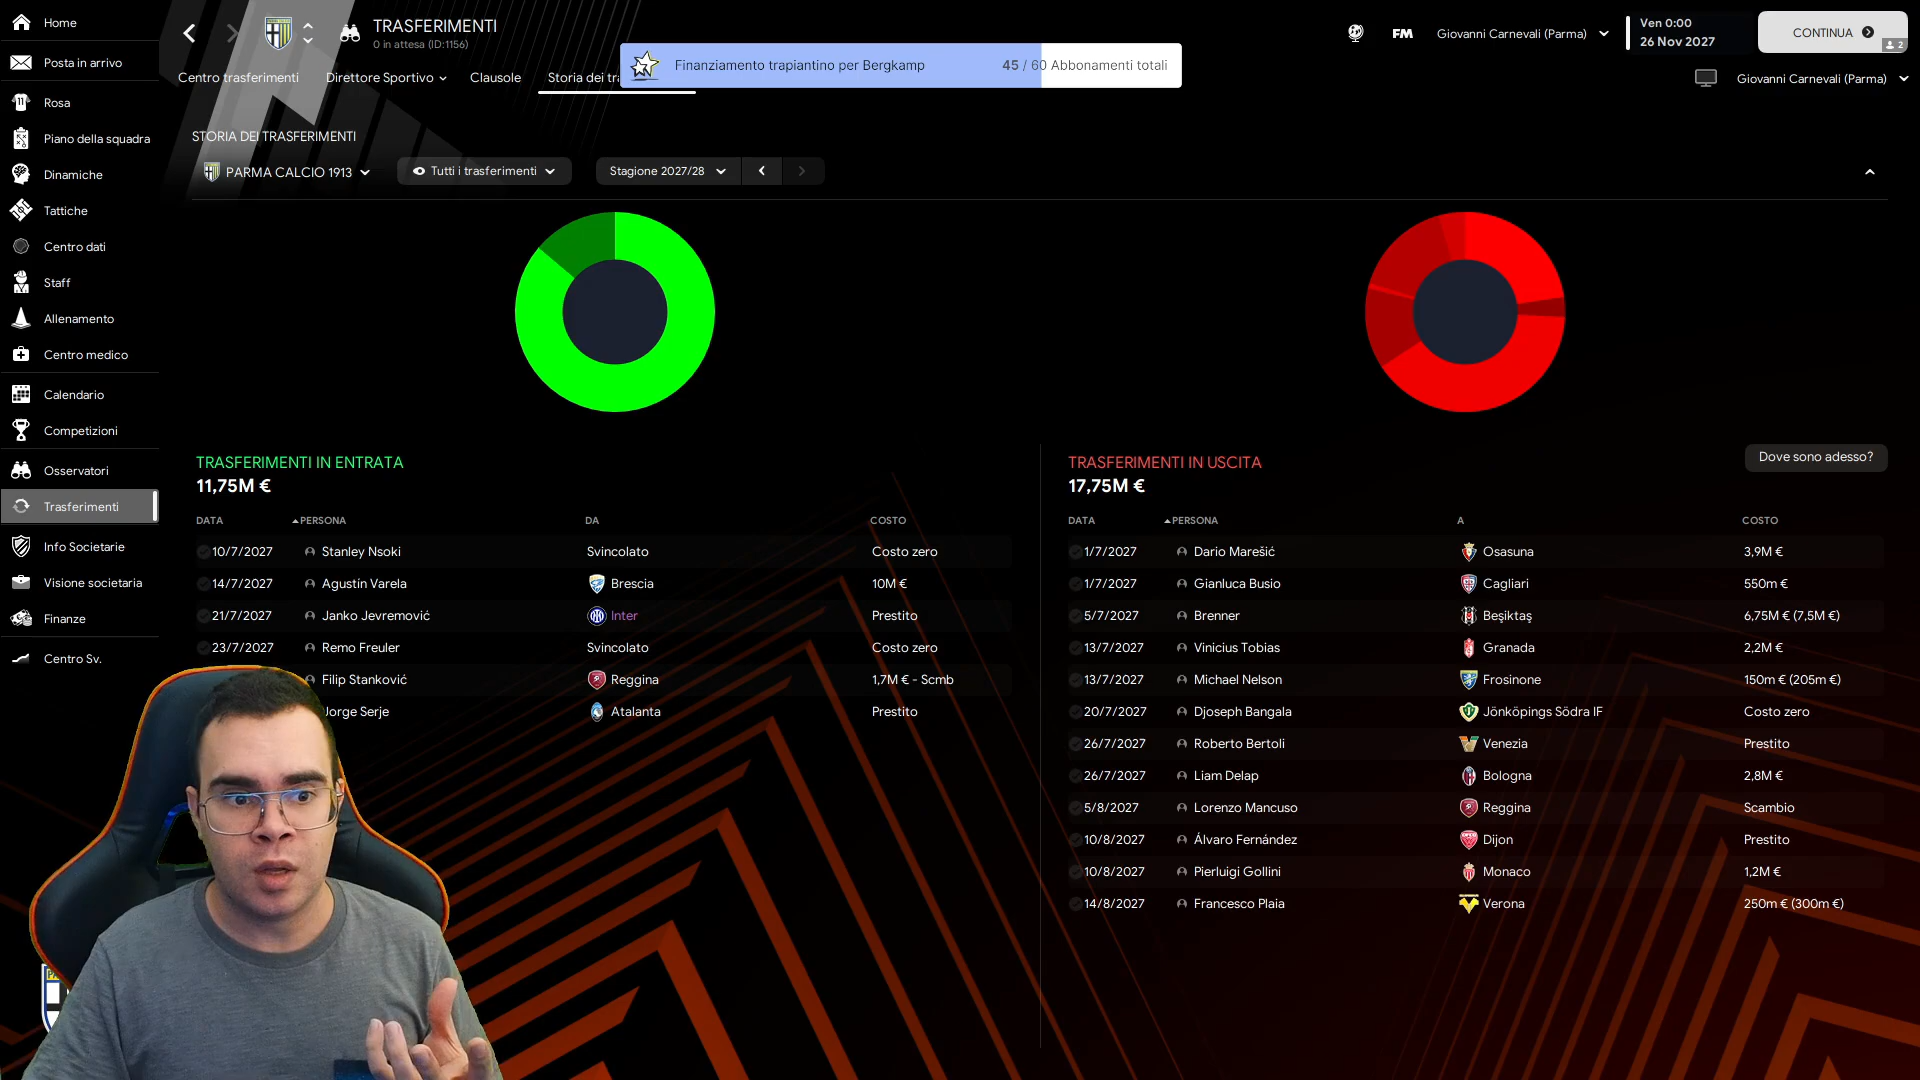 Home
Posta in arrivo
Rosa
Piano della squadra
Dinamiche
Tattiche
Centro dati
Staff
Allenamento
Centro medico
Calendario
Competizioni
Osservatori
Trasferimenti
Info Societarie
Visione societaria
Finanze
Centro Sv.
TRASFERIMENTI
0 in attesa (ID:1156)
FM
Giovanni Carnevali (Parma)
Ven 0:00
26 Nov 2027
CONTINUA
2
Centro trasferimenti
Direttore Sportivo
Clausole
Storia dei tra
Finanziamento trapiantino per Bergkamp
45 / 60 Abbonamenti totali
Giovanni Carnevali (Parma)
STORIA DEI TRASFERIMENTI
PARMA CALCIO 1913
Tutti i trasferimenti
Stagione 2027/28
TRASFERIMENTI IN ENTRATA
11,75M €
DATA PERSONA DA COSTO
10/7/2027 Stanley Nsoki Svincolato Costo zero
14/7/2027 Agustín Varela Brescia 10M €
21/7/2027 Janko Jevremović Inter Prestito
23/7/2027 Remo Freuler Svincolato Costo zero
Filip Stanković Reggina 1,7M € - Scmb
Jorge Serje Atalanta Prestito
TRASFERIMENTI IN USCITA
Dove sono adesso?
17,75M €
DATA PERSONA A COSTO
1/7/2027 Dario Marešić Osasuna 3,9M €
1/7/2027 Gianluca Busio Cagliari 550m €
5/7/2027 Brenner Beşiktaş 6,75M € (7,5M €)
13/7/2027 Vinicius Tobias Granada 2,2M €
13/7/2027 Michael Nelson Frosinone 150m € (205m €)
20/7/2027 Djoseph Bangala Jönköpings Södra IF Costo zero
26/7/2027 Roberto Bertoli Venezia Prestito
26/7/2027 Liam Delap Bologna 2,8M €
5/8/2027 Lorenzo Mancuso Reggina Scambio
10/8/2027 Álvaro Fernández Dijon Prestito
10/8/2027 Pierluigi Gollini Monaco 1,2M €
14/8/2027 Francesco Plaia Verona 250m € (300m €)